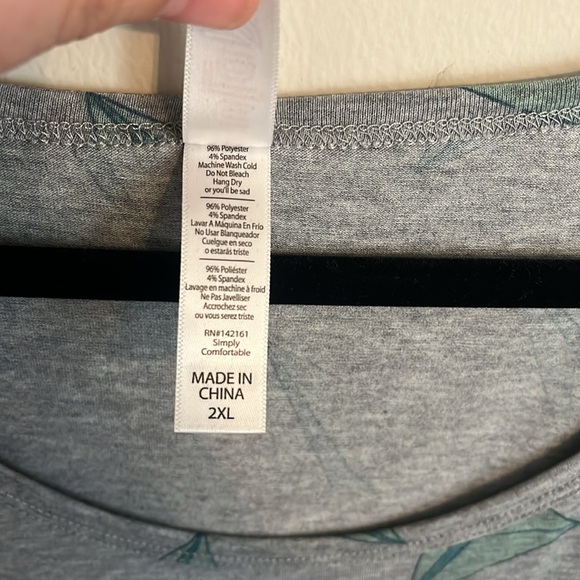 96% Polyester
4% Spandex
Machine Wash Cold
Do Not Bleach
Hang Dry
or you'll be sad
96% Polyester
4% Spandex
Lavar A Máquina En Frío
No Usar Blanqueador
Cuelgue en seco
o estarás triste
96% Poliéster
4% Spandex
Lavage en machine à froid
Ne Pas Javelliser
Accrochez sec
ou vous serez triste
RN#142161
Simply
Comfortable
MADE IN
CHINA
2XL